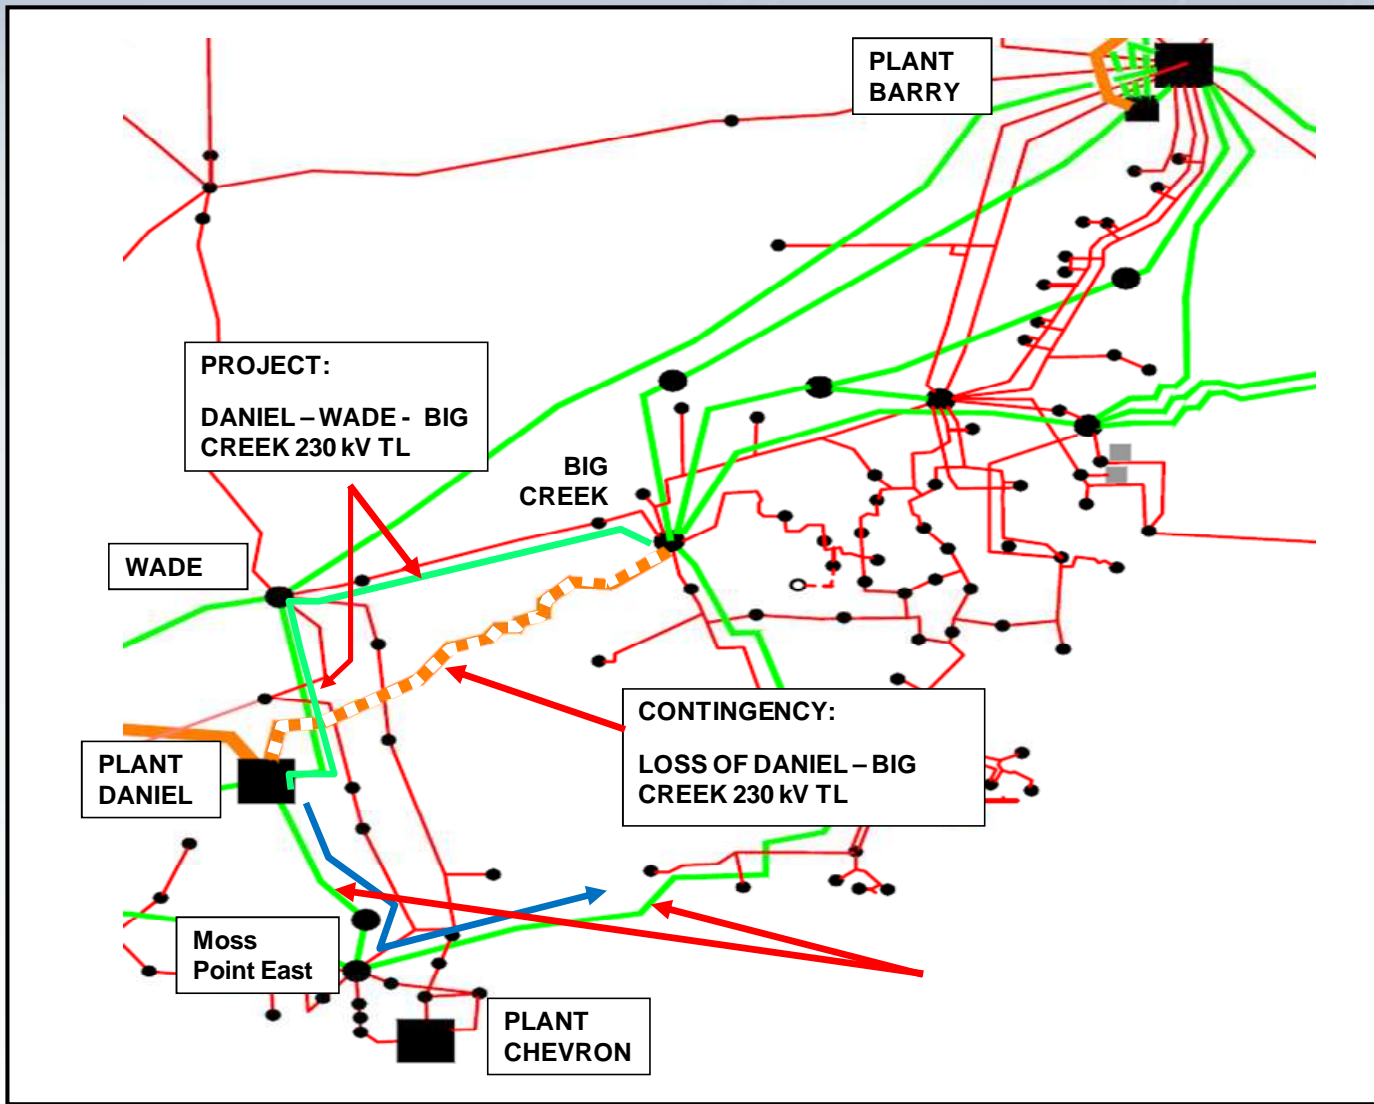 PLANT
BARRY
PROJECT:
DANIEL – WADE - BIG
CREEK 230 kV TL
BIG
CREEK
WADE
CONTINGENCY:
LOSS OF DANIEL – BIG
CREEK 230 kV TL
PLANT
DANIEL
Moss
Point East
PLANT
CHEVRON